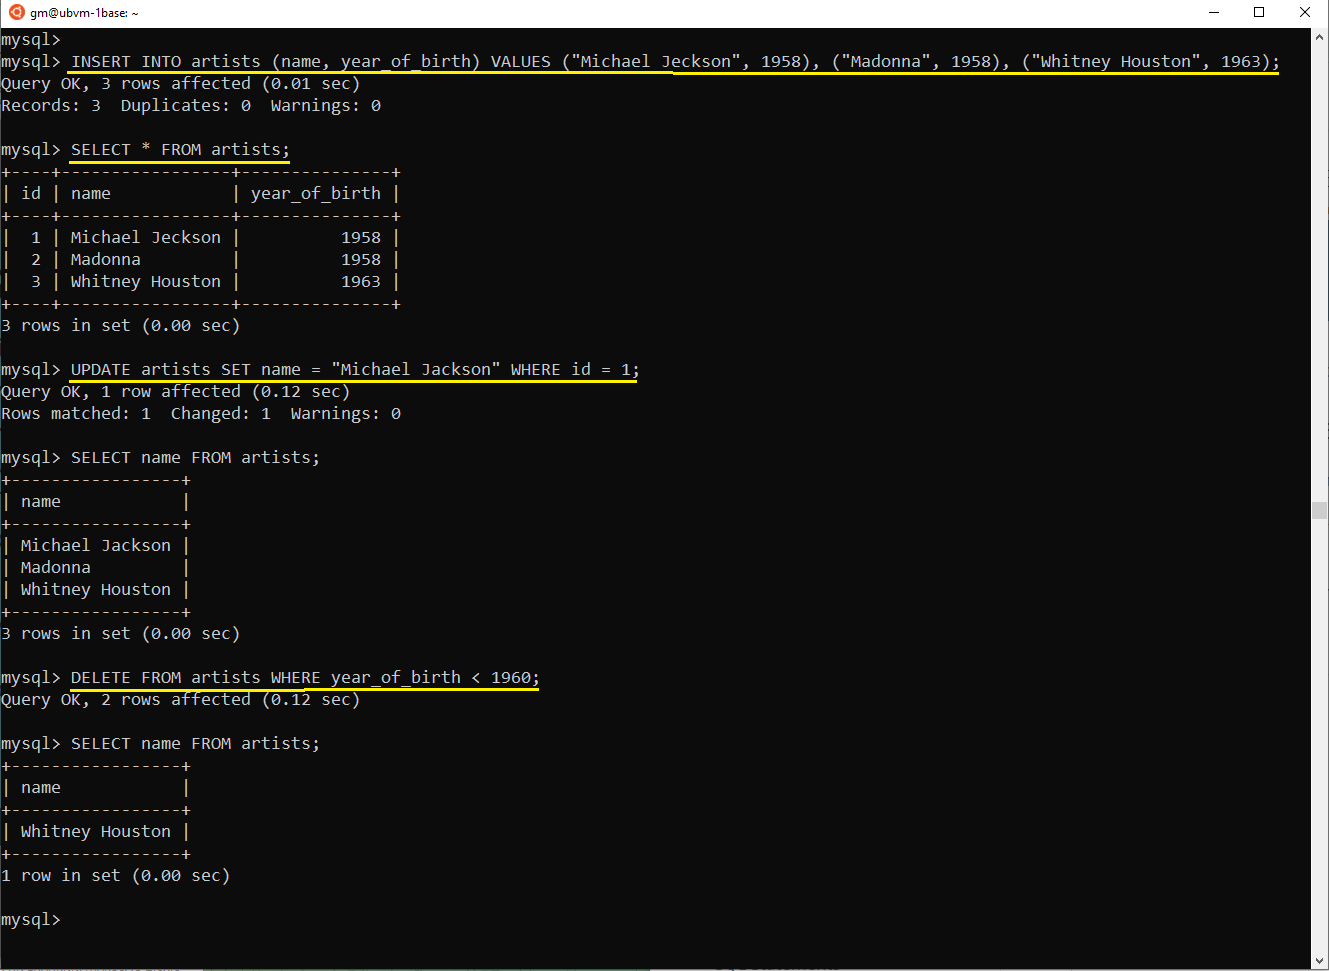 gm@ubvm-1base: ~
mysql>
mysql> INSERT INTO artists (name, year_of_birth) VALUES ("Michael Jeckson", 1958), ("Madonna", 1958), ("Whitney Houston", 1963);
Query OK, 3 rows affected (0.01 sec)
Records: 3  Duplicates: 0  Warnings: 0
mysql> SELECT * FROM artists;
+----+-----------------+---------------+
| id | name            | year_of_birth |
+----+-----------------+---------------+
|  1 | Michael Jeckson |          1958 |
|  2 | Madonna         |          1958 |
|  3 | Whitney Houston |          1963 |
+----+-----------------+---------------+
3 rows in set (0.00 sec)
mysql> UPDATE artists SET name = "Michael Jackson" WHERE id = 1;
Query OK, 1 row affected (0.12 sec)
Rows matched: 1  Changed: 1  Warnings: 0
mysql> SELECT name FROM artists;
+-----------------+
| name            |
+-----------------+
| Michael Jackson |
| Madonna         |
| Whitney Houston |
+-----------------+
3 rows in set (0.00 sec)
mysql> DELETE FROM artists WHERE year_of_birth < 1960;
Query OK, 2 rows affected (0.12 sec)
mysql> SELECT name FROM artists;
+-----------------+
| name            |
+-----------------+
| Whitney Houston |
+-----------------+
1 row in set (0.00 sec)
mysql>